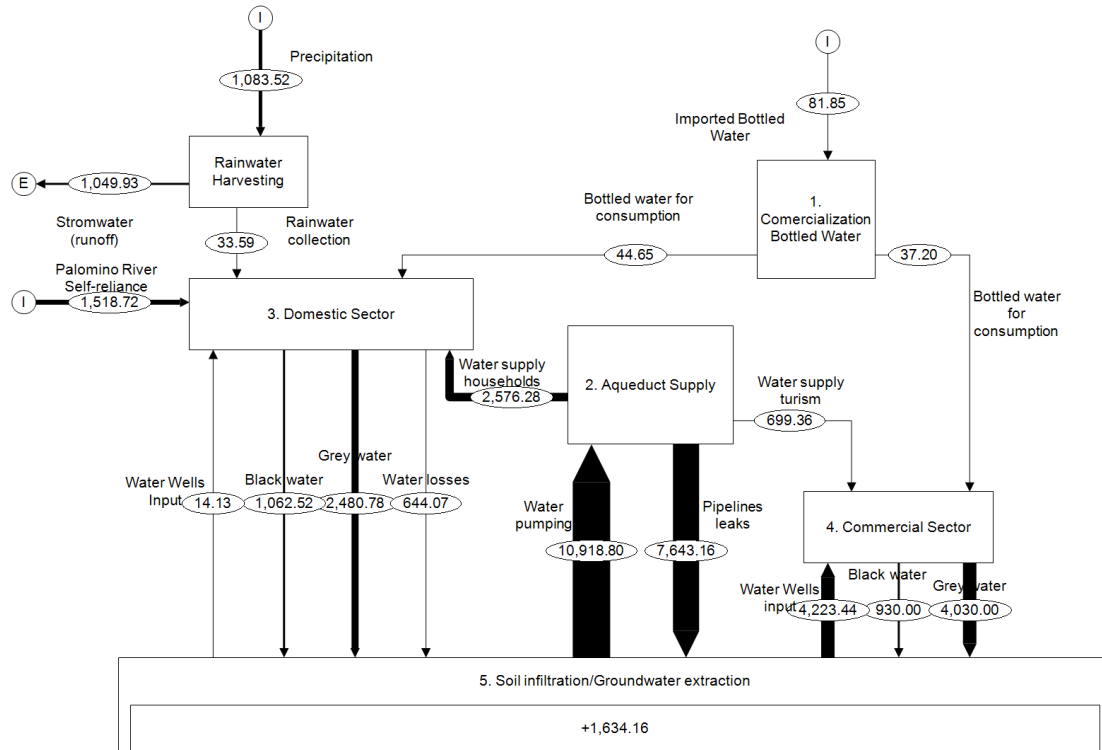 I
Precipitation
1,083.52
I
81.85
Imported Bottled
Water
Rainwater
Harvesting
E
1,049.93
Stromwater
(runoff)
Rainwater
collection
33.59
Bottled water for
consumption
44.65
1.
Comercialization
Bottled Water
37.20
Palomino River
Self-reliance
I
1,518.72
3. Domestic Sector
Bottled water
for
consumption
Water supply
households
2,576.28
2. Aqueduct Supply
Water supply
turism
699.36
Water Wells
Input
14.13
Black water
1,062.52
Grey water
2,480.78
Water losses
644.07
Water
pumping
10,918.80
Pipelines
leaks
7,643.16
4. Commercial Sector
Water Wells
input
4,223.44
Black water
930.00
Grey water
4,030.00
5. Soil infiltration/Groundwater extraction
+1,634.16